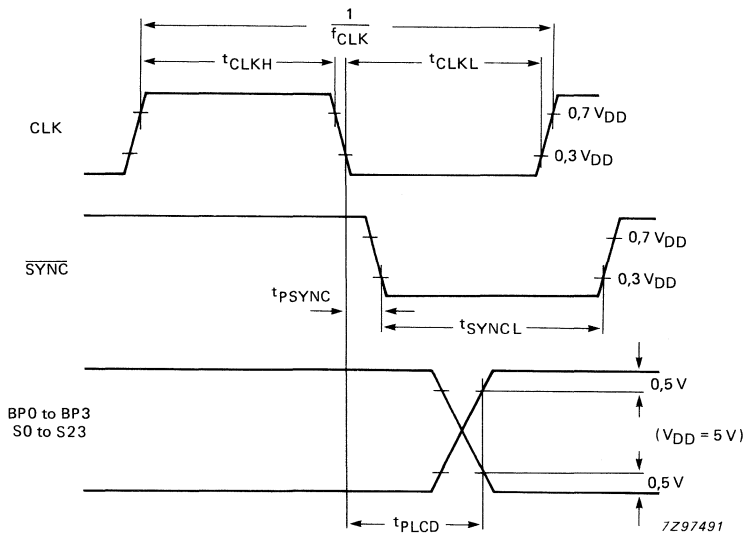 1
fCLK
tCLKH
tCLKL
CLK
0,7 VDD
0,3 VDD
SYNC
0,7 VDD
0,3 VDD
tPSYNC
tSYNCL
BP0 to BP3
S0 to S23
0,5 V
(VDD = 5 V)
0,5 V
tPLCD
7Z97491